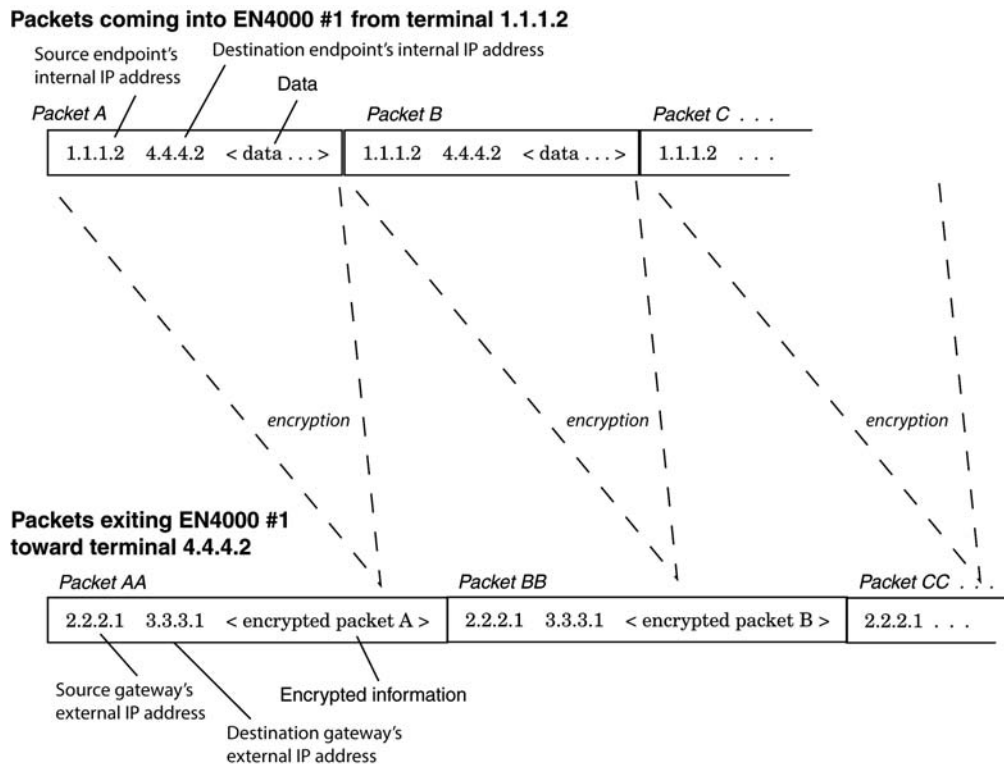 Packets coming into EN4000 #1 from terminal 1.1.1.2
Source endpoint's
internal IP address
Destination endpoint's internal IP address
Data
Packet A
Packet B
Packet C . . .
1.1.1.2 4.4.4.2 < data . . . >
1.1.1.2 4.4.4.2 < data . . . >
1.1.1.2 . . .
encryption
encryption
encryption
Packets exiting EN4000 #1
toward terminal 4.4.4.2
Packet AA
Packet BB
Packet CC . . .
2.2.2.1 3.3.3.1 < encrypted packet A >
2.2.2.1 3.3.3.1 < encrypted packet B >
2.2.2.1 . . .
Source gateway's
external IP address
Encrypted information
Destination gateway's
external IP address